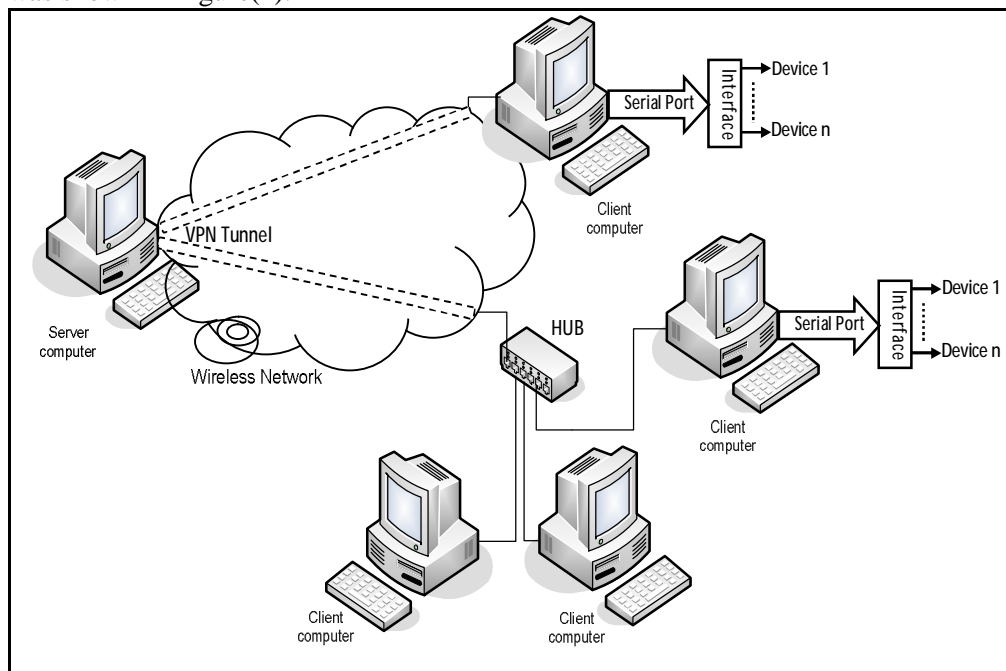 was
Device 1
Interface
Serial Port
Device n
Client
computer
VPN Tunnel
Device 1
Interface
Serial Port
Device n
Server
computer
HUB
Wireless Network
Client
computer
Client
computer
Client
computer